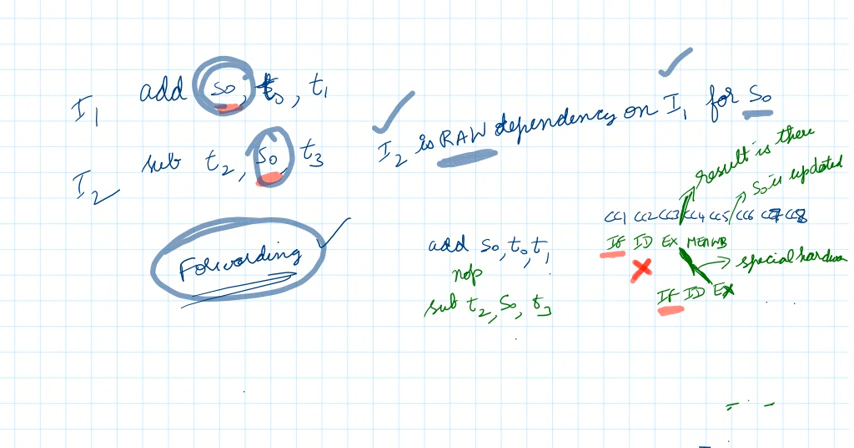 I1 add s0, t0, t1
I2 sub t2, s0, t3
I2 is RAW dependency on I1 for s0
Forwarding
result is there
s0 is updated
CC1 CC2 CC3 CC4 CC5 CC6 CC7 CC8
IF ID EX MEM WB
special hardw
IF ID EX
add s0, t0, t1
nop
sub t2, s0, t3